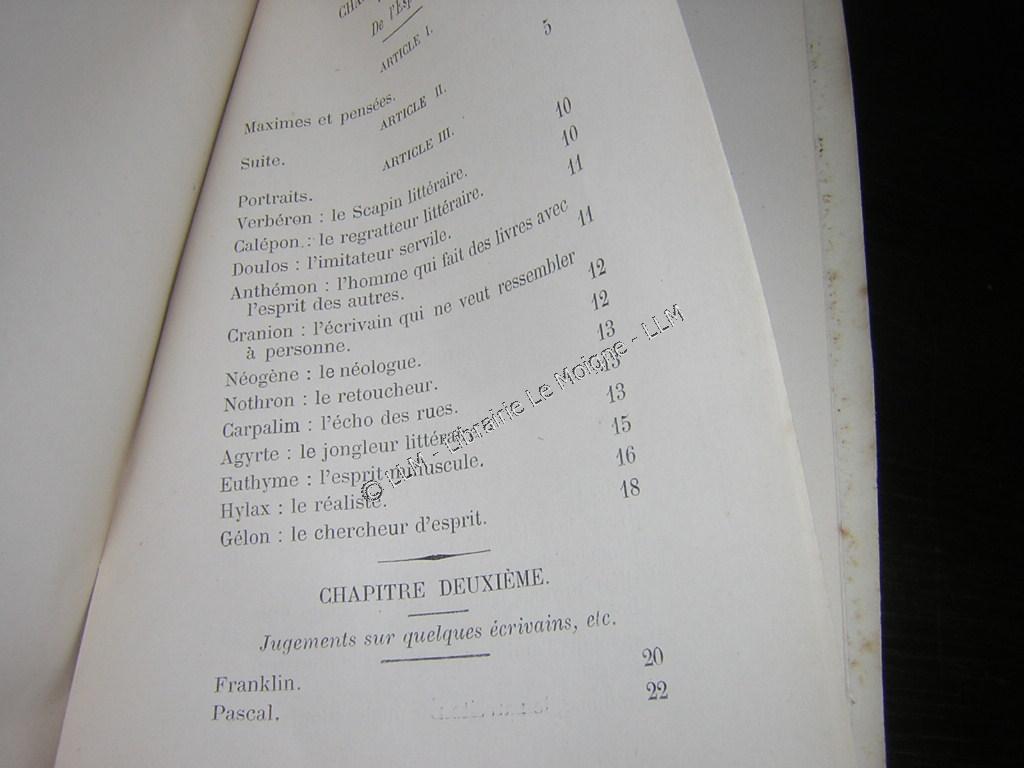 CHA
De l'Esp
ARTICLE I.
Maximes et pensées. 5
ARTICLE II.
Suite.
ARTICLE III.
Portraits.
Verbéron : le Scapin littéraire. 10
Calépon : le regratteur littéraire. 10
Doulos : l'imitateur servile. 11
Anthémon : l'homme qui fait des livres avec
l'esprit des autres. 11
Cranion : l'écrivain qui ne veut ressembler
à personne. 12
Néogène : le néologue. 12
Nothron : le retoucheur. 13
Carpalim : l'écho des rues. 13
Agyrte : le jongleur littéraire. 13
Euthyme : l'esprit minuscule. 15
Hylax : le réaliste. 16
Gélon : le chercheur d'esprit. 18
CHAPITRE DEUXIÈME.
Jugements sur quelques écrivains, etc.
Franklin. 20
Pascal. 22
© LLM - Librairie Le Moigne - LLM